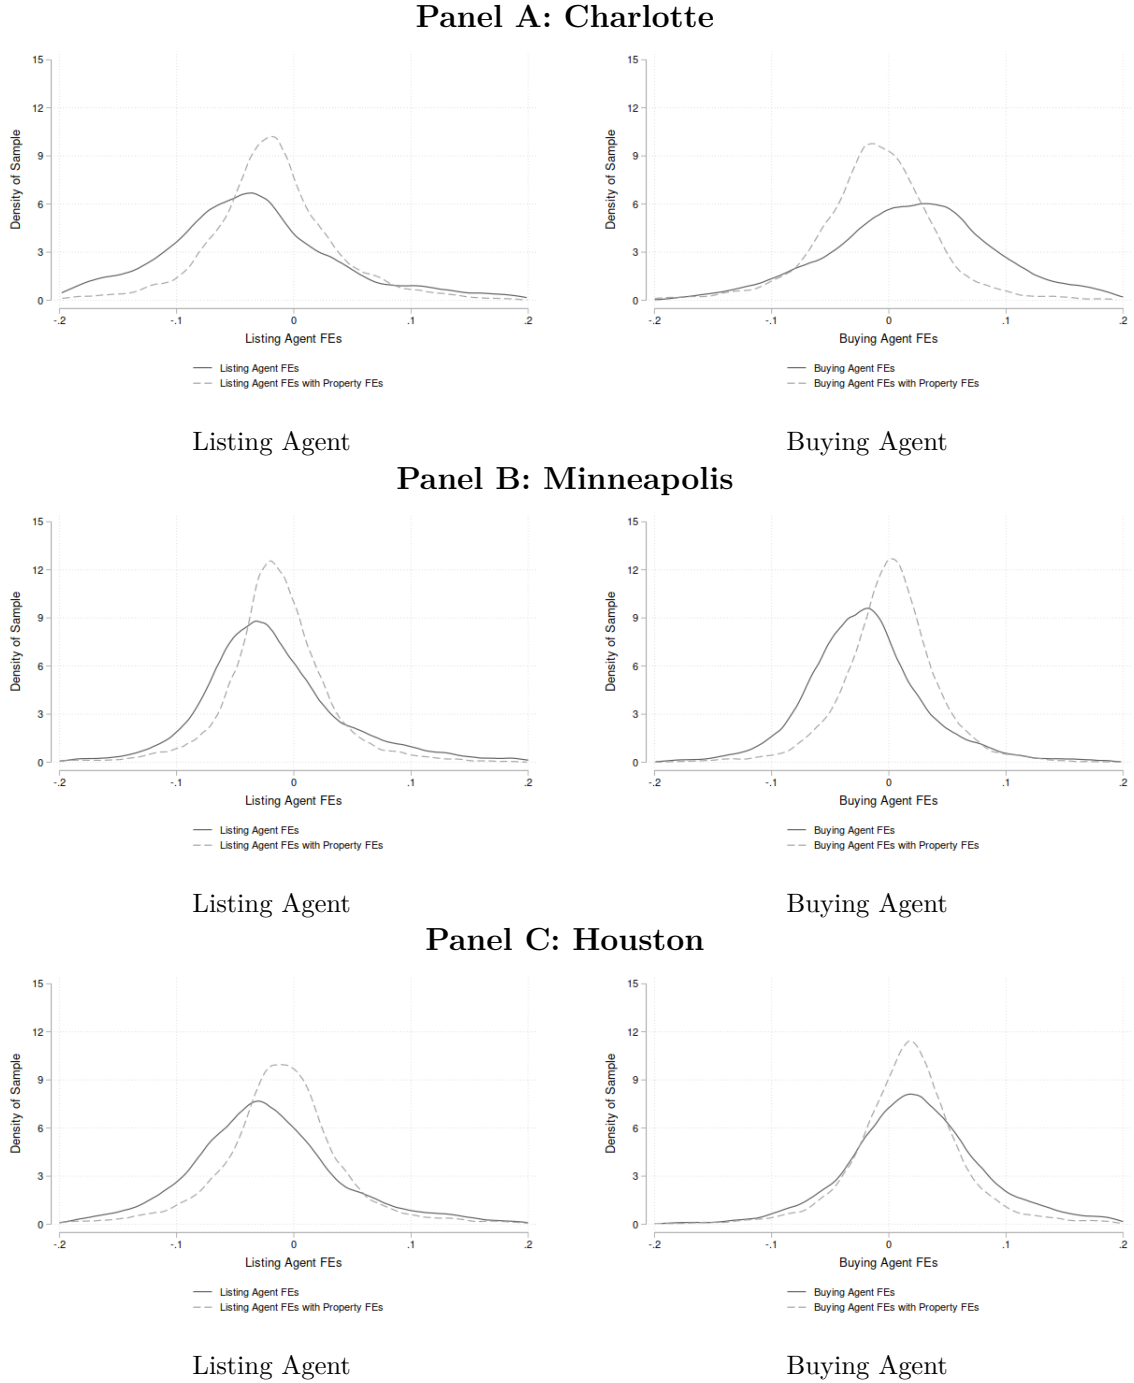 Panel A: Charlotte
15
12
9
6
3
0
Density of Sample
-.2 -.1 0 .1 .2
Listing Agent FEs
Listing Agent FEs
Listing Agent FEs with Property FEs
Listing Agent
15
12
9
6
3
0
Density of Sample
-.2 -.1 0 .1 .2
Buying Agent FEs
Buying Agent FEs
Buying Agent FEs with Property FEs
Buying Agent
Panel B: Minneapolis
15
12
9
6
3
0
Density of Sample
-.2 -.1 0 .1 .2
Listing Agent FEs
Listing Agent FEs
Listing Agent FEs with Property FEs
Listing Agent
15
12
9
6
3
0
Density of Sample
-.2 -.1 0 .1 .2
Buying Agent FEs
Buying Agent FEs
Buying Agent FEs with Property FEs
Buying Agent
Panel C: Houston
15
12
9
6
3
0
Density of Sample
-.2 -.1 0 .1 .2
Listing Agent FEs
Listing Agent FEs
Listing Agent FEs with Property FEs
Listing Agent
15
12
9
6
3
0
Density of Sample
-.2 -.1 0 .1 .2
Buying Agent FEs
Buying Agent FEs
Buying Agent FEs with Property FEs
Buying Agent